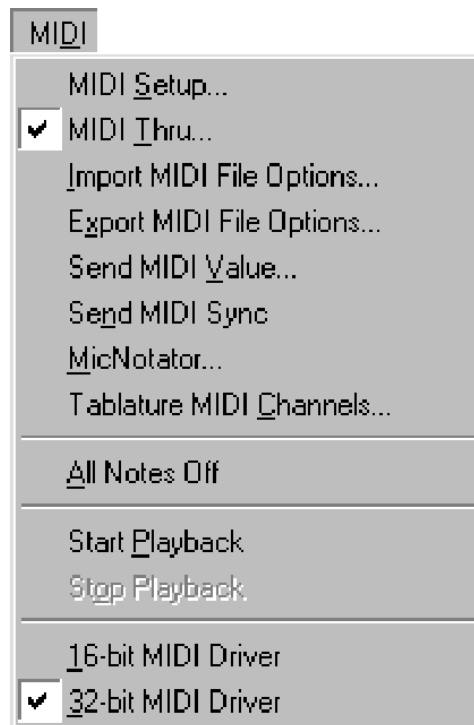 MIDI
MIDI Setup...
MIDI Thru...
Import MIDI File Options...
Export MIDI File Options...
Send MIDI Value...
Send MIDI Sync
MicNotator...
Tablature MIDI Channels...
All Notes Off
Start Playback
Stop Playback
16-bit MIDI Driver
32-bit MIDI Driver